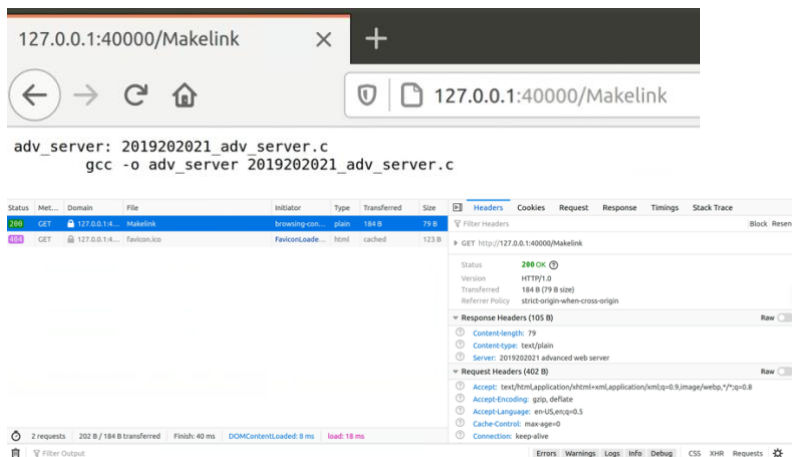 127.0.0.1:40000/Makelink × +
127.0.0.1:40000/Makelink
adv_server: 2019202021_adv_server.c
gcc -o adv_server 2019202021_adv_server.c
Status Met... Domain File Initiator Type Transferred Size
200 GET 127.0.0.1:4... Makelink browsing-con... plain 184 B 79 B
404 GET 127.0.0.1:4... favicon.ico FaviconLoade... html cached 123 B
Headers Cookies Request Response Timings Stack Trace
Filter Headers Block Resen
GET http://127.0.0.1:40000/Makelink
Status 200 OK
Version HTTP/1.0
Transferred 184 B (79 B size)
Referrer Policy strict-origin-when-cross-origin
Response Headers (105 B) Raw
Content-length: 79
Content-type: text/plain
Server: 2019202021 advanced web server
Request Headers (402 B) Raw
Accept: text/html,application/xhtml+xml,application/xml;q=0.9,image/webp,*/*;q=0.8
Accept-Encoding: gzip, deflate
Accept-Language: en-US,en;q=0.5
Cache-Control: max-age=0
Connection: keep-alive
2 requests 202 B / 184 B transferred Finish: 40 ms DOMContentLoaded: 8 ms load: 18 ms
Filter Output Errors Warnings Logs Info Debug CSS XHR Requests